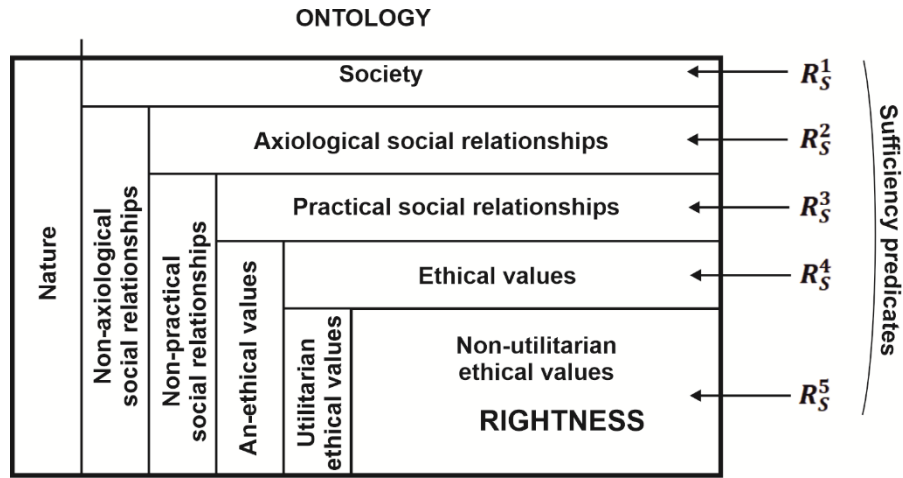 ONTOLOGY
Society
R_S^1
Axiological social relationships
R_S^2
Practical social relationships
R_S^3
Ethical values
R_S^4
Non-utilitarian
ethical values
RIGHTNESS
R_S^5
Nature
Non-axiological
social relationships
Non-practical
social relationships
An-ethical values
Utilitarian
ethical values
Sufficiency predicates